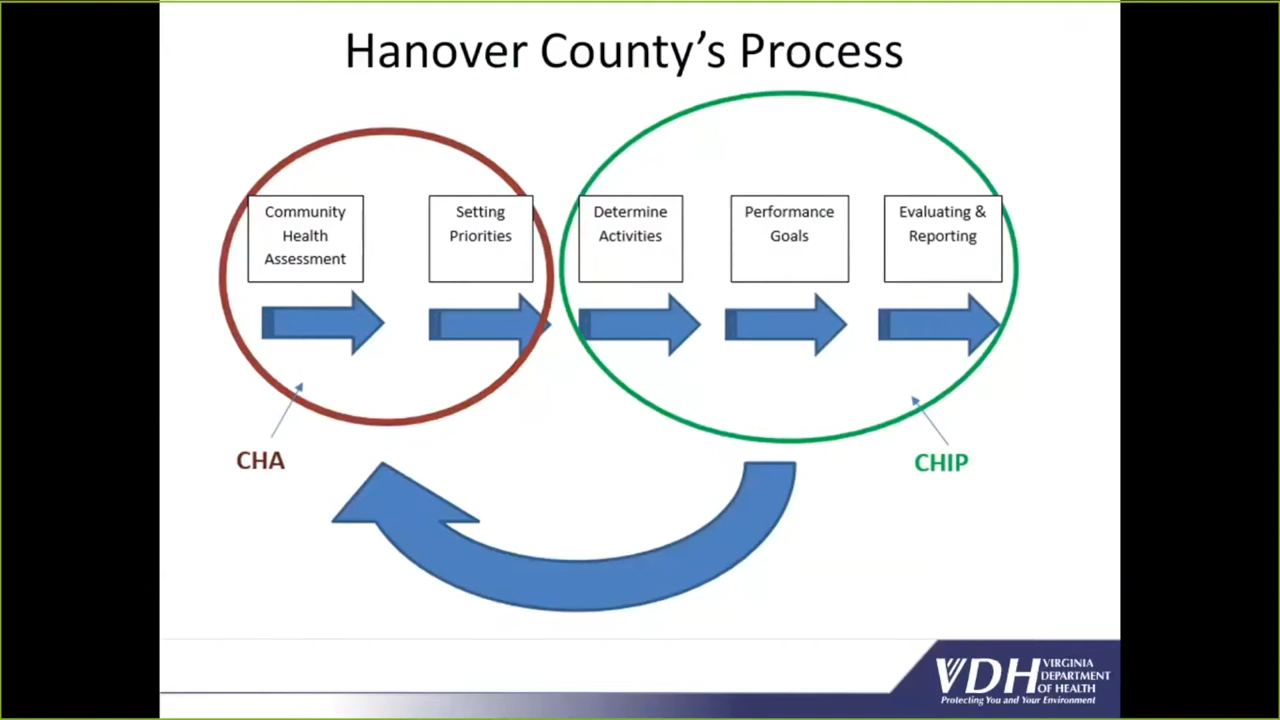 Hanover County's Process
Community
Health
Assessment
Setting
Priorities
Determine
Activities
Performance
Goals
Evaluating &
Reporting
CHA
CHIP
VDH
VIRGINIA
DEPARTMENT
OF HEALTH
Protecting You and Your Environment